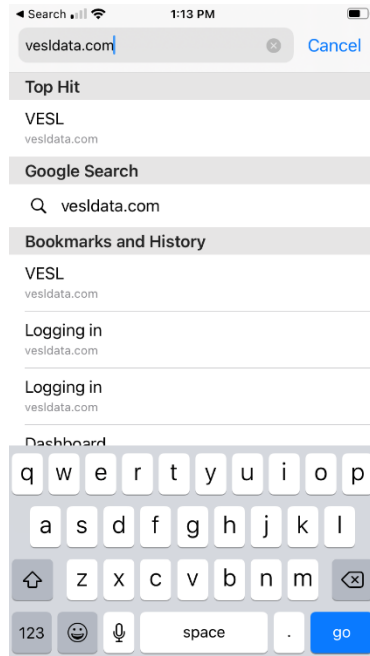 Search 1:13 PM
vesldata.com Cancel
Top Hit
VESL
vesldata.com
Google Search
vesldata.com
Bookmarks and History
VESL
vesldata.com
Logging in
vesldata.com
Logging in
vesldata.com
Dashboard
q w e r t y u i o p
a s d f g h j k l
z x c v b n m
123 space . go